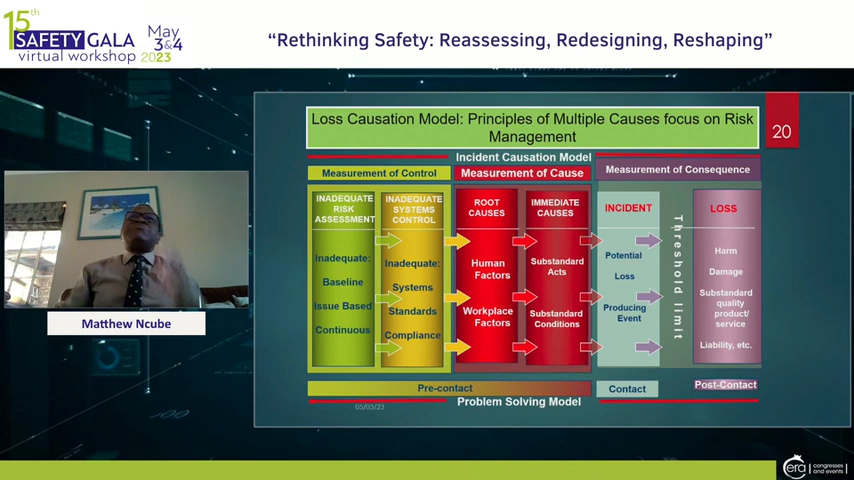 15th
SAFETY GALA
virtual workshop
May
3&4
2023
“Rethinking Safety: Reassessing, Redesigning, Reshaping”
Matthew Ncube
Loss Causation Model: Principles of Multiple Causes focus on Risk
Management
20
Incident Causation Model
Measurement of Control
Measurement of Cause
Measurement of Consequence
INADEQUATE
RISK
ASSESSMENT
Inadequate:
Baseline
Issue Based
Continuous
INADEQUATE
SYSTEMS
CONTROL
Inadequate:
Systems
Standards
Compliance
ROOT
CAUSES
Human
Factors
Workplace
Factors
IMMEDIATE
CAUSES
Substandard
Acts
Substandard
Conditions
INCIDENT
Potential
Loss
Producing
Event
Threshold limit
LOSS
Harm
Damage
Substandard
quality
product/
service
Liability, etc.
Pre-contact
Contact
Post-Contact
05/03/23
Problem Solving Model
era
congresses
and events